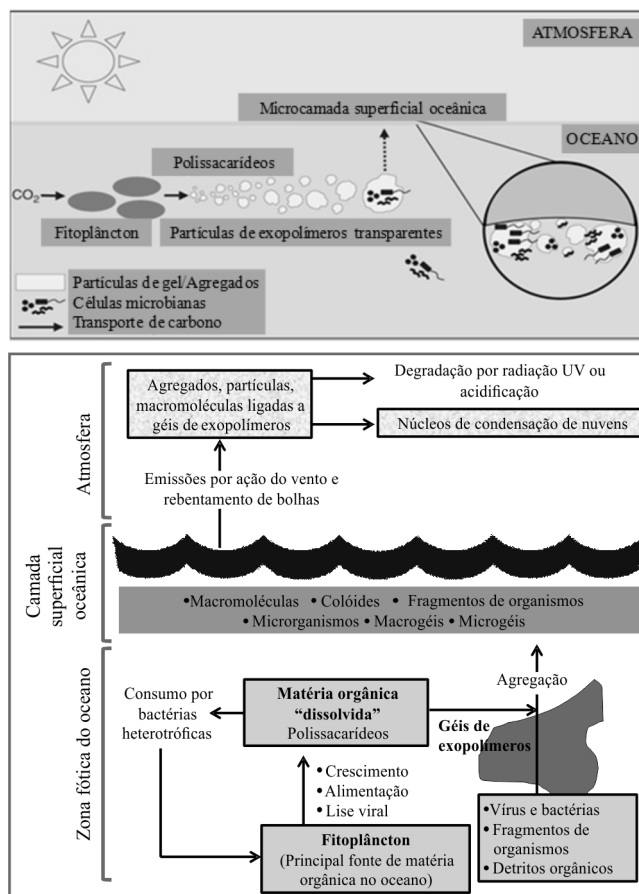 ATMOSFERA
Microcamada superficial oceânica
OCEANO
Polissacarídeos
CO2
Fitoplâncton
Partículas de exopolímeros transparentes
Partículas de gel/Agregados
Células microbianas
Transporte de carbono
Atmosfera
Agregados, partículas,
macromoléculas ligadas a
géis de exopolímeros
Degradação por radiação UV ou
acidificação
Núcleos de condensação de nuvens
Emissões por ação do vento e
rebentamento de bolhas
Camada
superficial
oceânica
•Macromoléculas •Colóides • Fragmentos de organismos
•Microrganismos •Macrogéis •Microgéis
Zona fótica do oceano
Consumo por
bactérias
heterotróficas
Matéria orgânica
“dissolvida”
Polissacarídeos
Agregação
Géis de
exopolímeros
•Crescimento
•Alimentação
•Lise viral
Fitoplâncton
(Principal fonte de matéria
orgânica no oceano)
•Vírus e bactérias
•Fragmentos de
organismos
•Detritos orgânicos